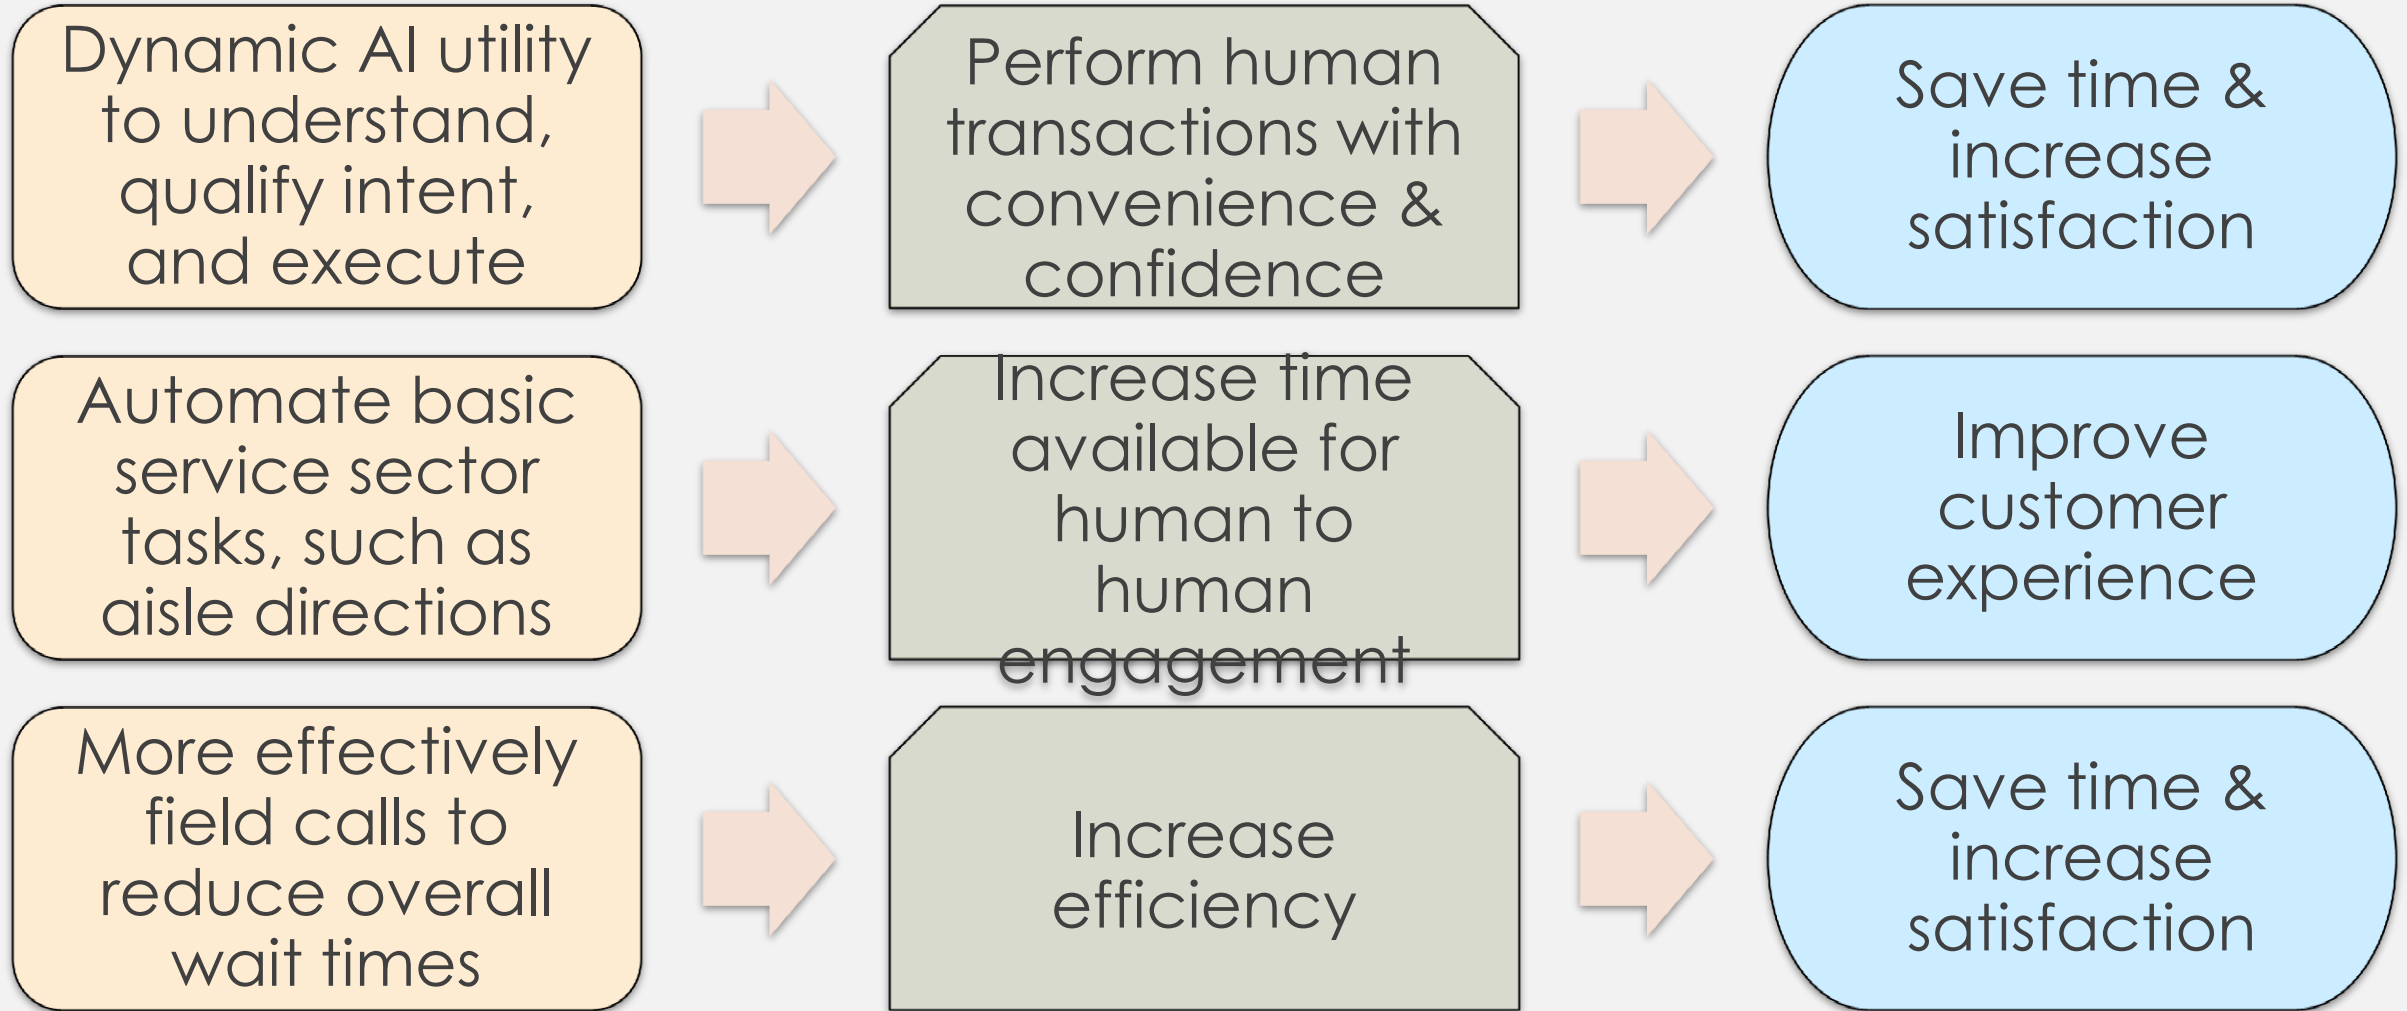 Dynamic AI utility
to understand,
qualify intent,
and execute
Perform human
transactions with
convenience &
confidence
Save time &
increase
satisfaction
Automate basic
service sector
tasks, such as
aisle directions
Increase time
available for
human to
human
engagement
Improve
customer
experience
More effectively
field calls to
reduce overall
wait times
Increase
efficiency
Save time &
increase
satisfaction